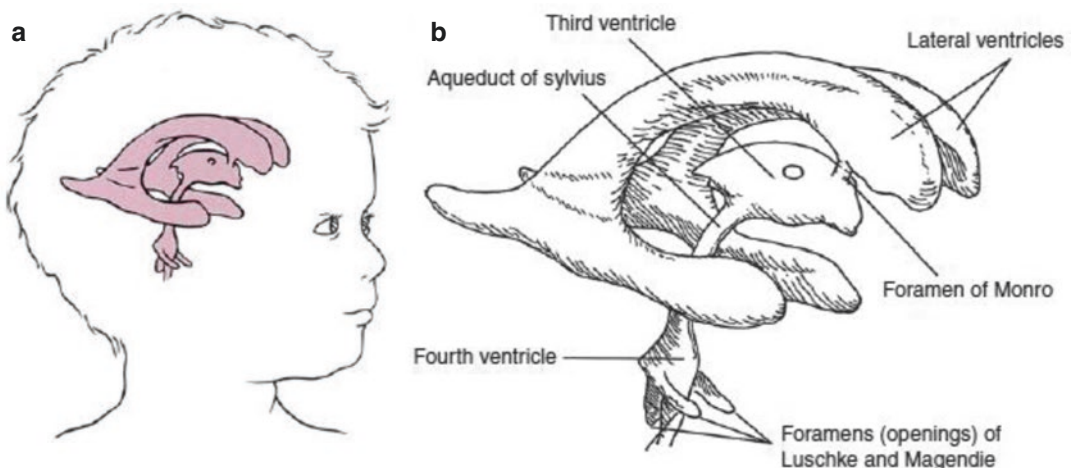 a
b
Third ventricle
Lateral ventricles
Aqueduct of sylvius
Foramen of Monro
Fourth ventricle
Foramens (openings) of
Luschke and Magendie